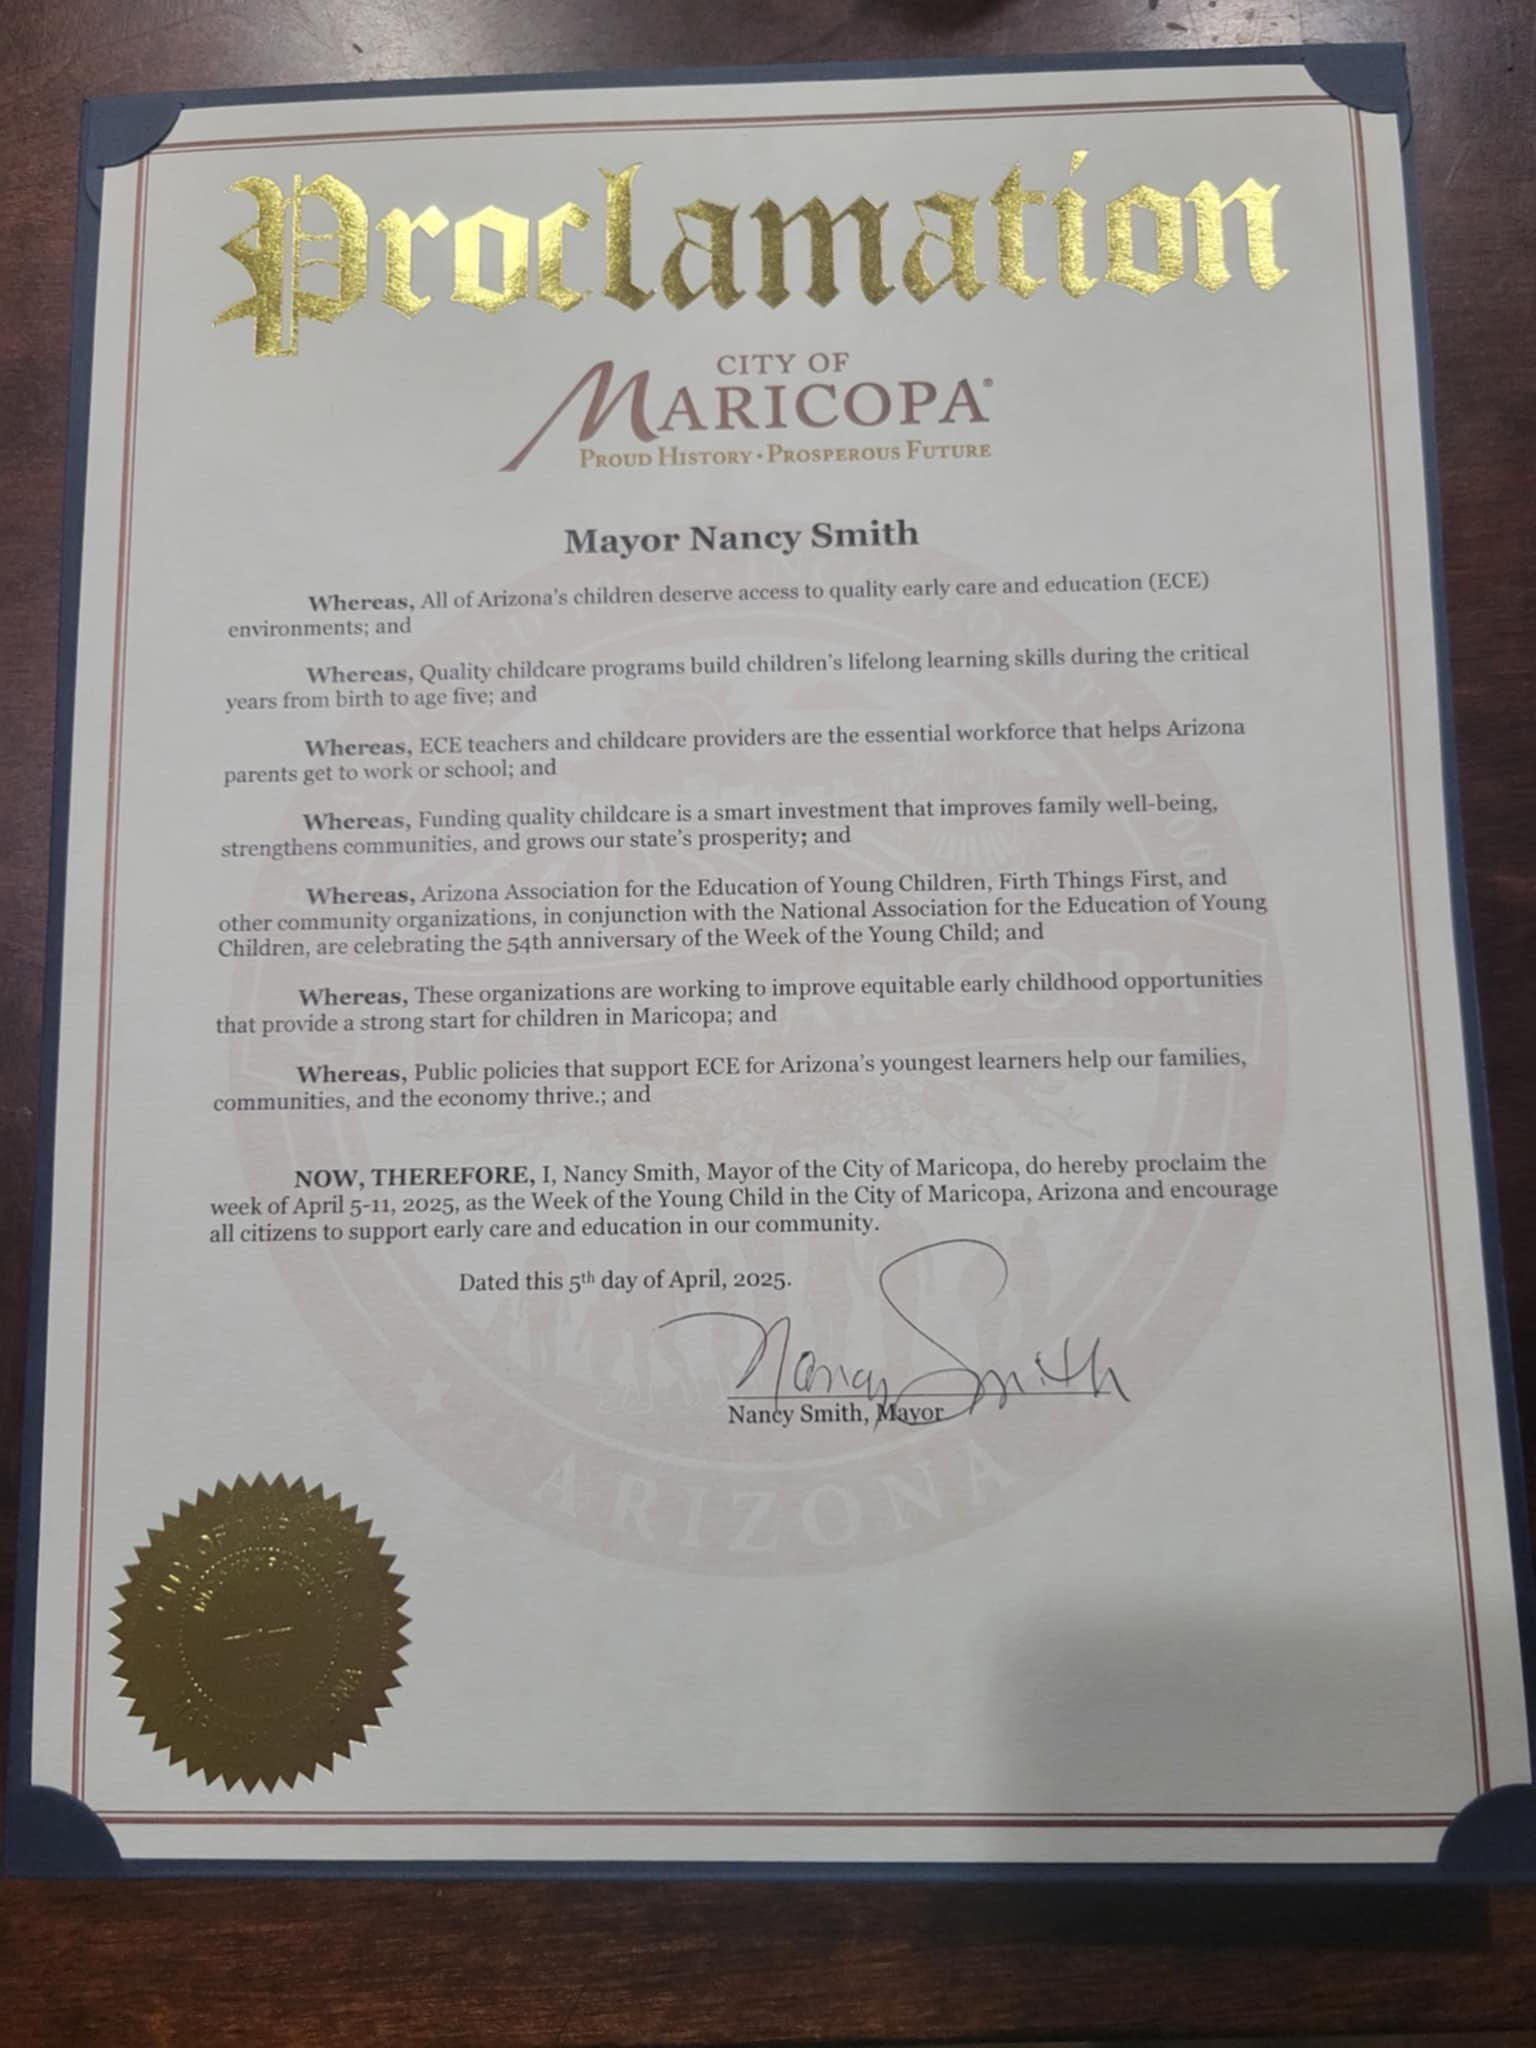 Proclamation
CITY OF
MARICOPA®
PROUD HISTORY • PROSPEROUS FUTURE
Mayor Nancy Smith
Whereas, All of Arizona's children deserve access to quality early care and education (ECE)
environments; and
Whereas, Quality childcare programs build children's lifelong learning skills during the critical
years from birth to age five; and
Whereas, ECE teachers and childcare providers are the essential workforce that helps Arizona
parents get to work or school; and
Whereas, Funding quality childcare is a smart investment that improves family well-being,
strengthens communities, and grows our state's prosperity; and
Whereas, Arizona Association for the Education of Young Children, Firth Things First, and
other community organizations, in conjunction with the National Association for the Education of Young
Children, are celebrating the 54th anniversary of the Week of the Young Child; and
Whereas, These organizations are working to improve equitable early childhood opportunities
that provide a strong start for children in Maricopa; and
Whereas, Public policies that support ECE for Arizona's youngest learners help our families,
communities, and the economy thrive.; and
NOW, THEREFORE, I, Nancy Smith, Mayor of the City of Maricopa, do hereby proclaim the
week of April 5-11, 2025, as the Week of the Young Child in the City of Maricopa, Arizona and encourage
all citizens to support early care and education in our community.
Dated this 5th day of April, 2025.
Nancy Smith
Nancy Smith, Mayor
ARIZONA